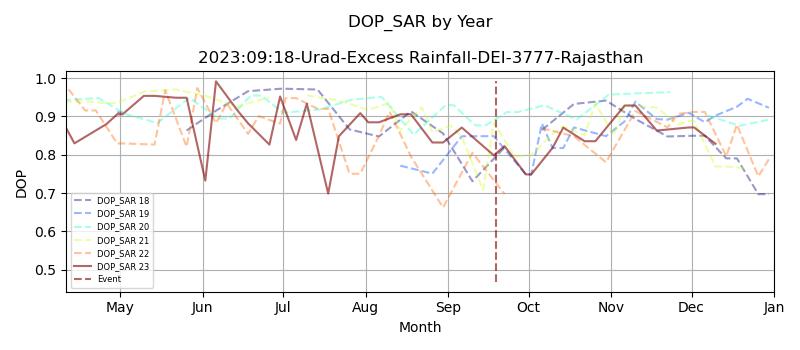 DOP_SAR by Year
2023:09:18-Urad-Excess Rainfall-DEI-3777-Rajasthan
1.0
0.9
0.8
0.7
0.6
0.5
DOP
DOP_SAR 18
DOP_SAR 19
DOP_SAR 20
DOP_SAR 21
DOP_SAR 22
DOP_SAR 23
Event
May Jun Jul Aug Sep Oct Nov Dec Jan
Month